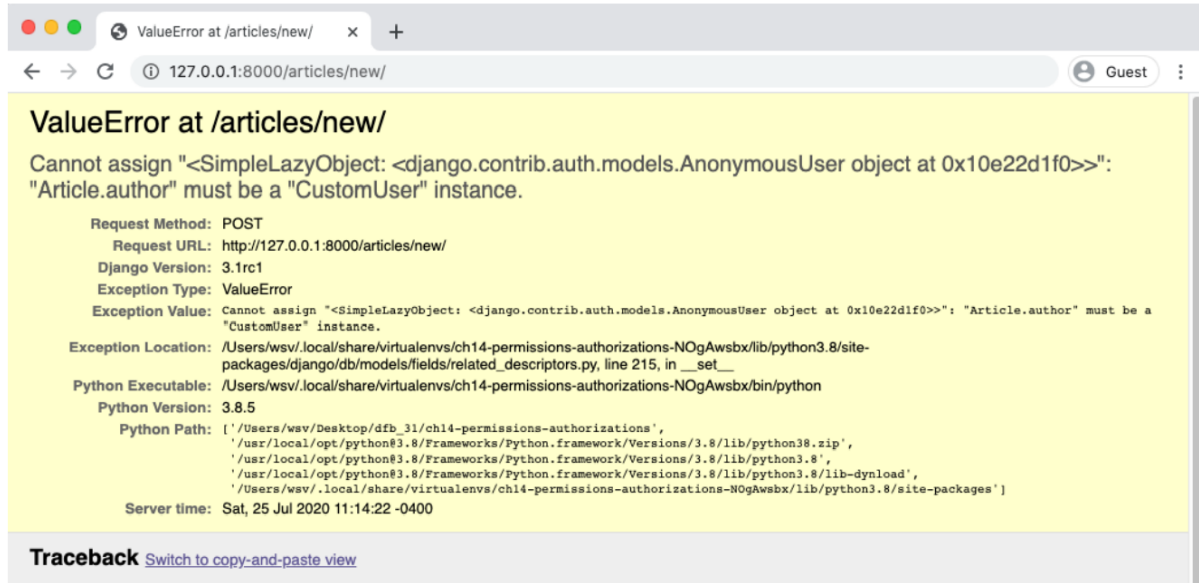 ValueError at /articles/new/
127.0.0.1:8000/articles/new/
Guest
ValueError at /articles/new/
Cannot assign "<SimpleLazyObject: <django.contrib.auth.models.AnonymousUser object at 0x10e22d1f0>>":
"Article.author" must be a "CustomUser" instance.
Request Method: POST
Request URL: http://127.0.0.1:8000/articles/new/
Django Version: 3.1rc1
Exception Type: ValueError
Exception Value: Cannot assign "<SimpleLazyObject: <django.contrib.auth.models.AnonymousUser object at 0x10e22d1f0>>": "Article.author" must be a
"CustomUser" instance.
Exception Location: /Users/wsv/.local/share/virtualenvs/ch14-permissions-authorizations-NOgAwsbx/lib/python3.8/site-
packages/django/db/models/fields/related_descriptors.py, line 215, in __set__
Python Executable: /Users/wsv/.local/share/virtualenvs/ch14-permissions-authorizations-NOgAwsbx/bin/python
Python Version: 3.8.5
Python Path: ['/Users/wsv/Desktop/dfb_31/ch14-permissions-authorizations',
'/usr/local/opt/python@3.8/Frameworks/Python.framework/Versions/3.8/lib/python38.zip',
'/usr/local/opt/python@3.8/Frameworks/Python.framework/Versions/3.8/lib/python3.8',
'/usr/local/opt/python@3.8/Frameworks/Python.framework/Versions/3.8/lib/python3.8/lib-dynload',
'/Users/wsv/.local/share/virtualenvs/ch14-permissions-authorizations-NOgAwsbx/lib/python3.8/site-packages']
Server time: Sat, 25 Jul 2020 11:14:22 -0400
Traceback Switch to copy-and-paste view